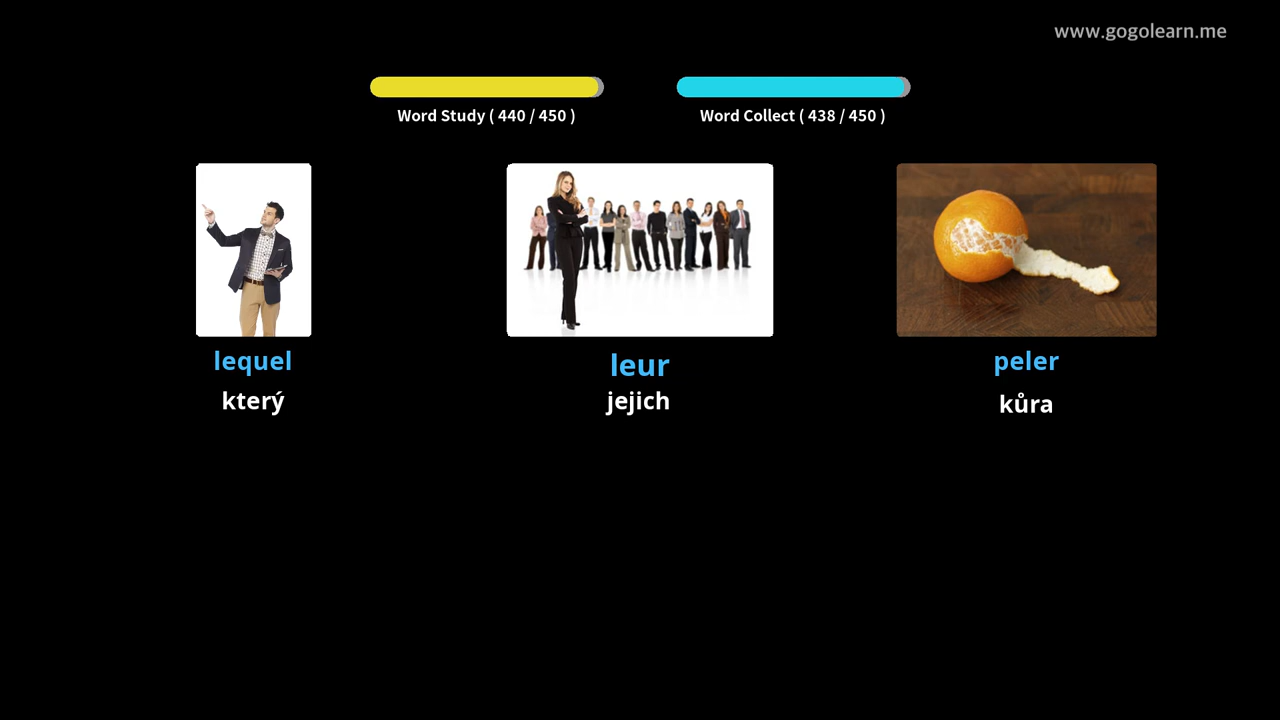 www.gogolearn.me
Word Study ( 440 / 450 )
Word Collect ( 438 / 450 )
lequel
který
leur
jejich
peler
kůra